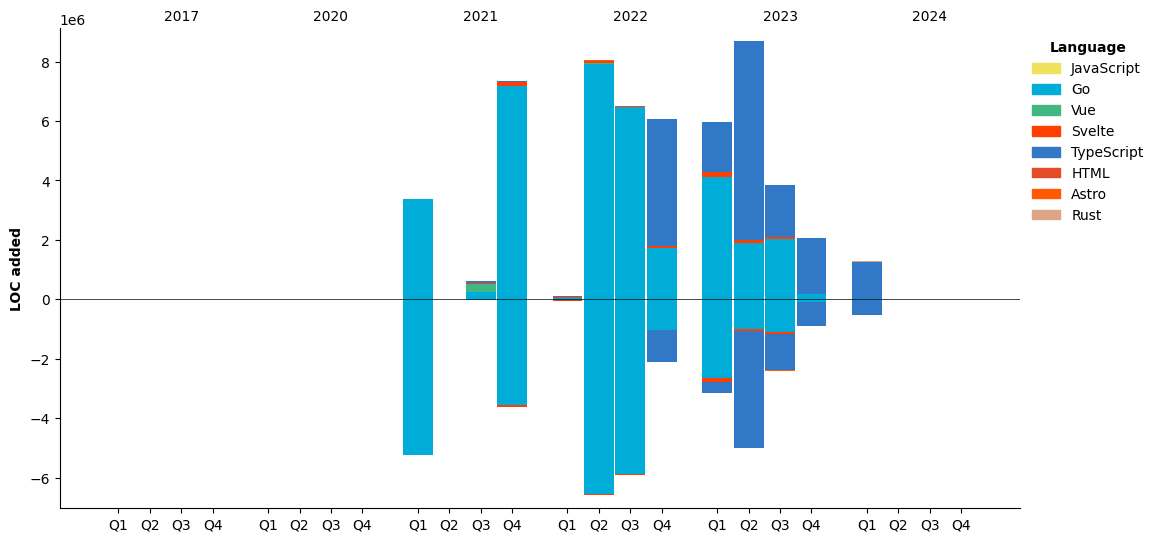 1e6
2017 2020 2021 2022 2023 2024
Language
JavaScript
Go
Vue
Svelte
TypeScript
HTML
Astro
Rust
LOC added
8
6
4
2
0
−2
−4
−6
Q1 Q2 Q3 Q4 Q1 Q2 Q3 Q4 Q1 Q2 Q3 Q4 Q1 Q2 Q3 Q4 Q1 Q2 Q3 Q4 Q1 Q2 Q3 Q4